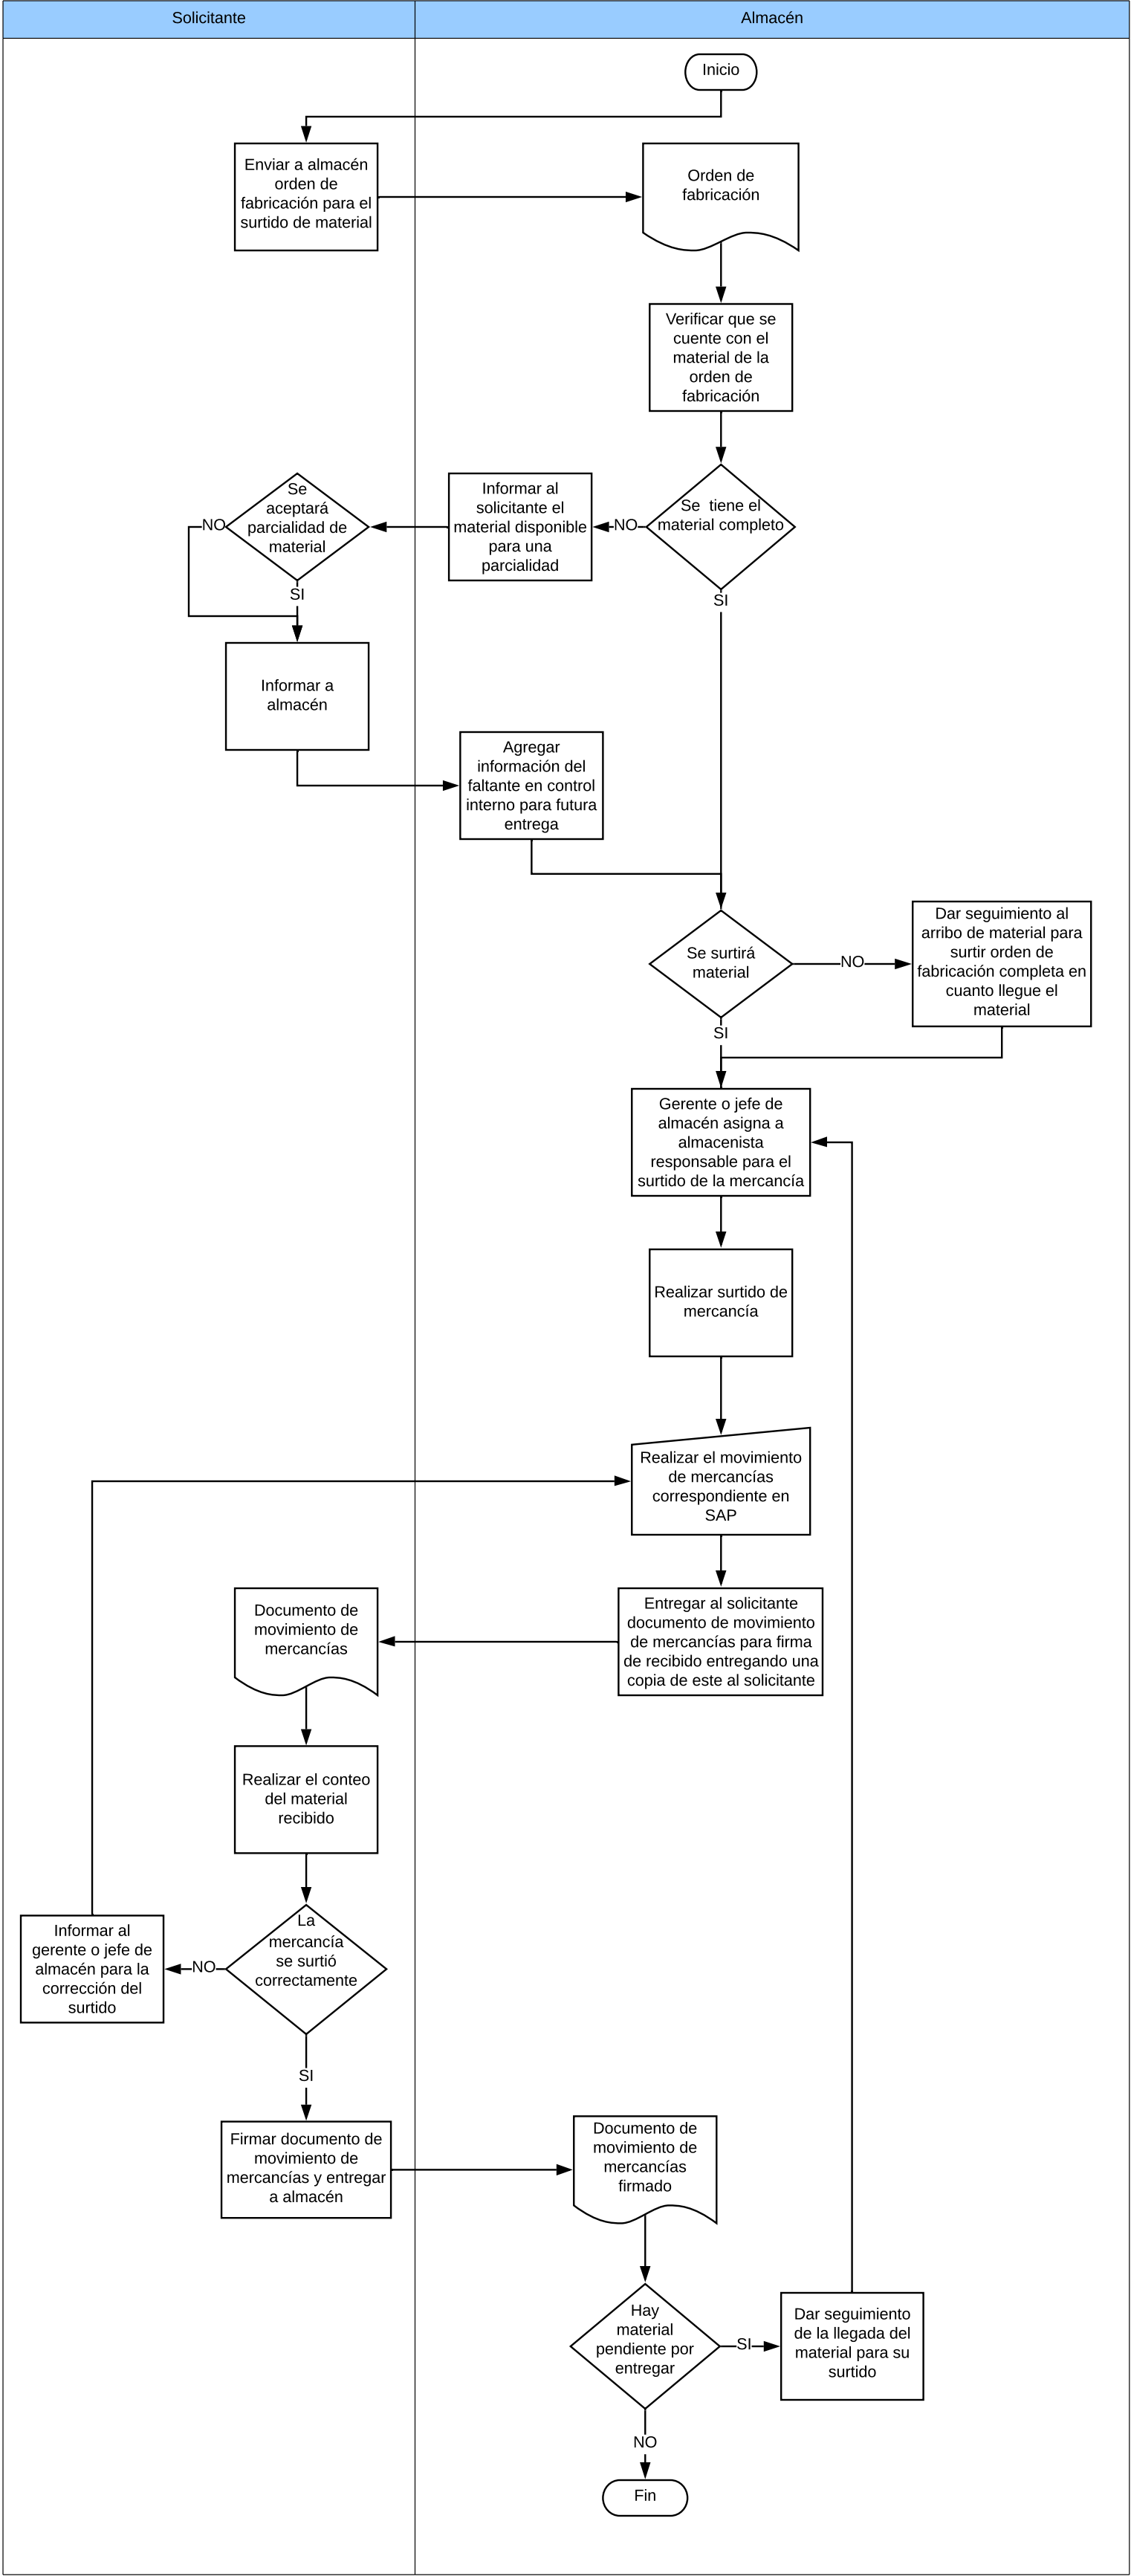 Solicitante
Almacén
Inicio
Enviar a almacén
orden de
fabricación para el
surtido de material
Orden de
fabricación
Verificar que se
cuente con el
material de la
orden de
fabricación
Se  tiene el
material completo
NO
SI
Informar al
solicitante el
material disponible
para una
parcialidad
Se
aceptará
parcialidad de
material
NO
SI
Informar a
almacén
Agregar
información del
faltante en control
interno para futura
entrega
Se surtirá
material
NO
SI
Dar seguimiento al
arribo de material para
surtir orden de
fabricación completa en
cuanto llegue el
material
Gerente o jefe de
almacén asigna a
almacenista
responsable para el
surtido de la mercancía
Realizar surtido de
mercancía
Realizar el movimiento
de mercancías
correspondiente en
SAP
Entregar al solicitante
documento de movimiento
de mercancías para firma
de recibido entregando una
copia de este al solicitante
Documento de
movimiento de
mercancías
Realizar el conteo
del material
recibido
La
mercancía
se surtió
correctamente
NO
SI
Informar al
gerente o jefe de
almacén para la
corrección del
surtido
Firmar documento de
movimiento de
mercancías y entregar
a almacén
Documento de
movimiento de
mercancías
firmado
Hay
material
pendiente por
entregar
SI
NO
Dar seguimiento
de la llegada del
material para su
surtido
Fin